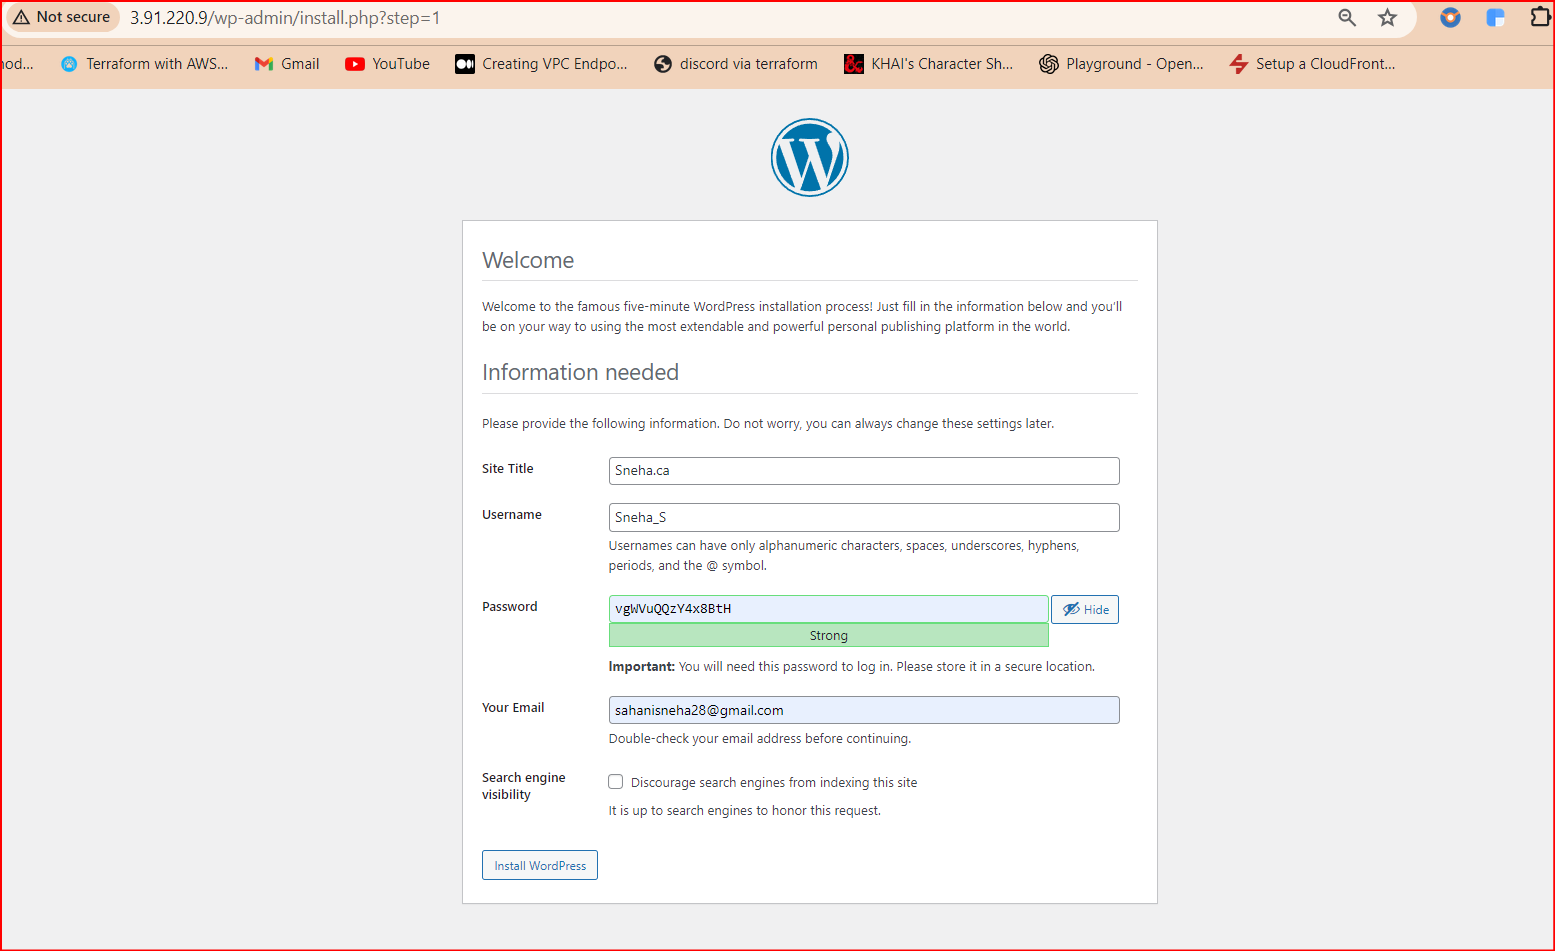 Not secure 3.91.220.9/wp-admin/install.php?step=1
nod... Terraform with AWS... Gmail YouTube Creating VPC Endpo... discord via terraform KHAI's Character Sh... Playground - Open... Setup a CloudFront...
Welcome
Welcome to the famous five-minute WordPress installation process! Just fill in the information below and you'll
be on your way to using the most extendable and powerful personal publishing platform in the world.
Information needed
Please provide the following information. Do not worry, you can always change these settings later.
Site Title Sneha.ca
Username Sneha_S
Usernames can have only alphanumeric characters, spaces, underscores, hyphens,
periods, and the @ symbol.
Password vgWVuQQzY4x8BtH Hide
Strong
Important: You will need this password to log in. Please store it in a secure location.
Your Email sahanisneha28@gmail.com
Double-check your email address before continuing.
Search engine
visibility
Discourage search engines from indexing this site
It is up to search engines to honor this request.
Install WordPress